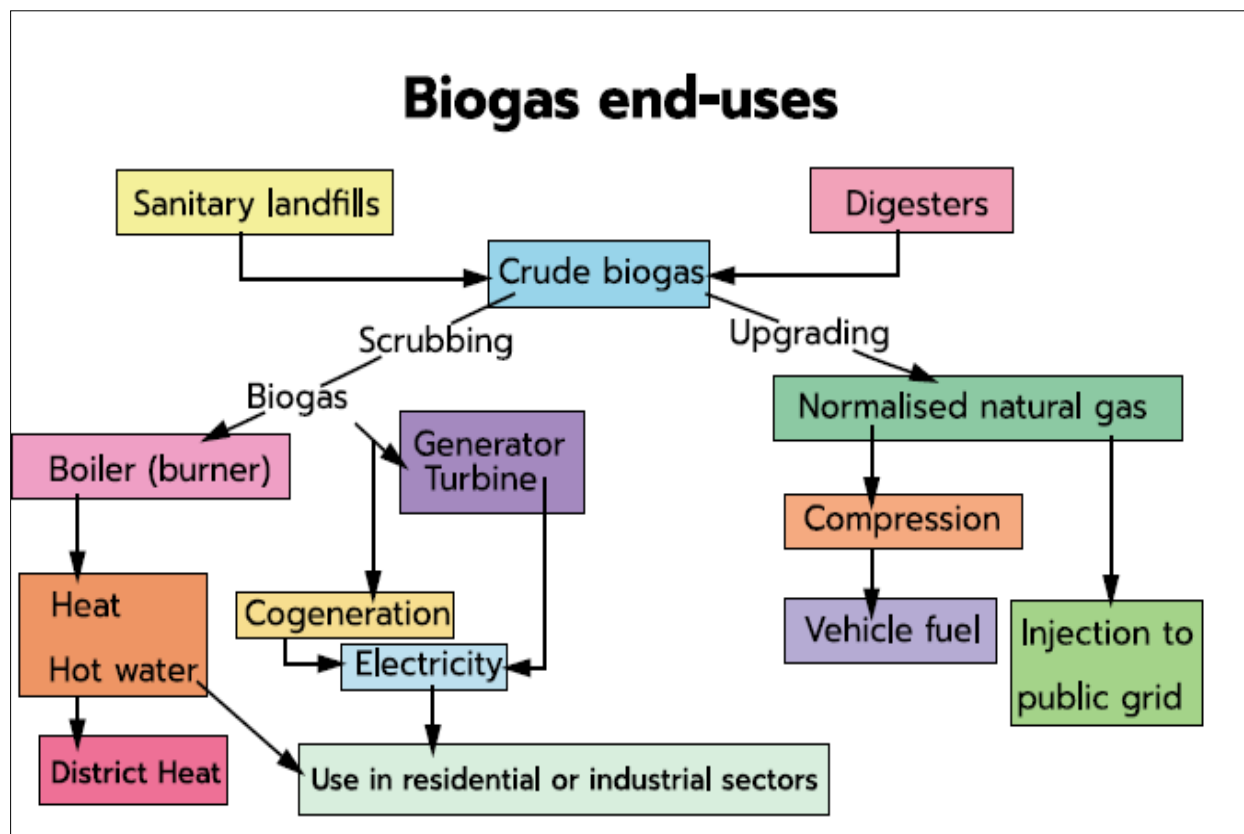 Biogas end-uses
Sanitary landfills
Digesters
Crude biogas
Scrubbing
Upgrading
Biogas
Normalised natural gas
Boiler (burner)
Generator
Turbine
Compression
Heat
Hot water
Cogeneration
Electricity
Vehicle fuel
Injection to
public grid
District Heat
Use in residential or industrial sectors